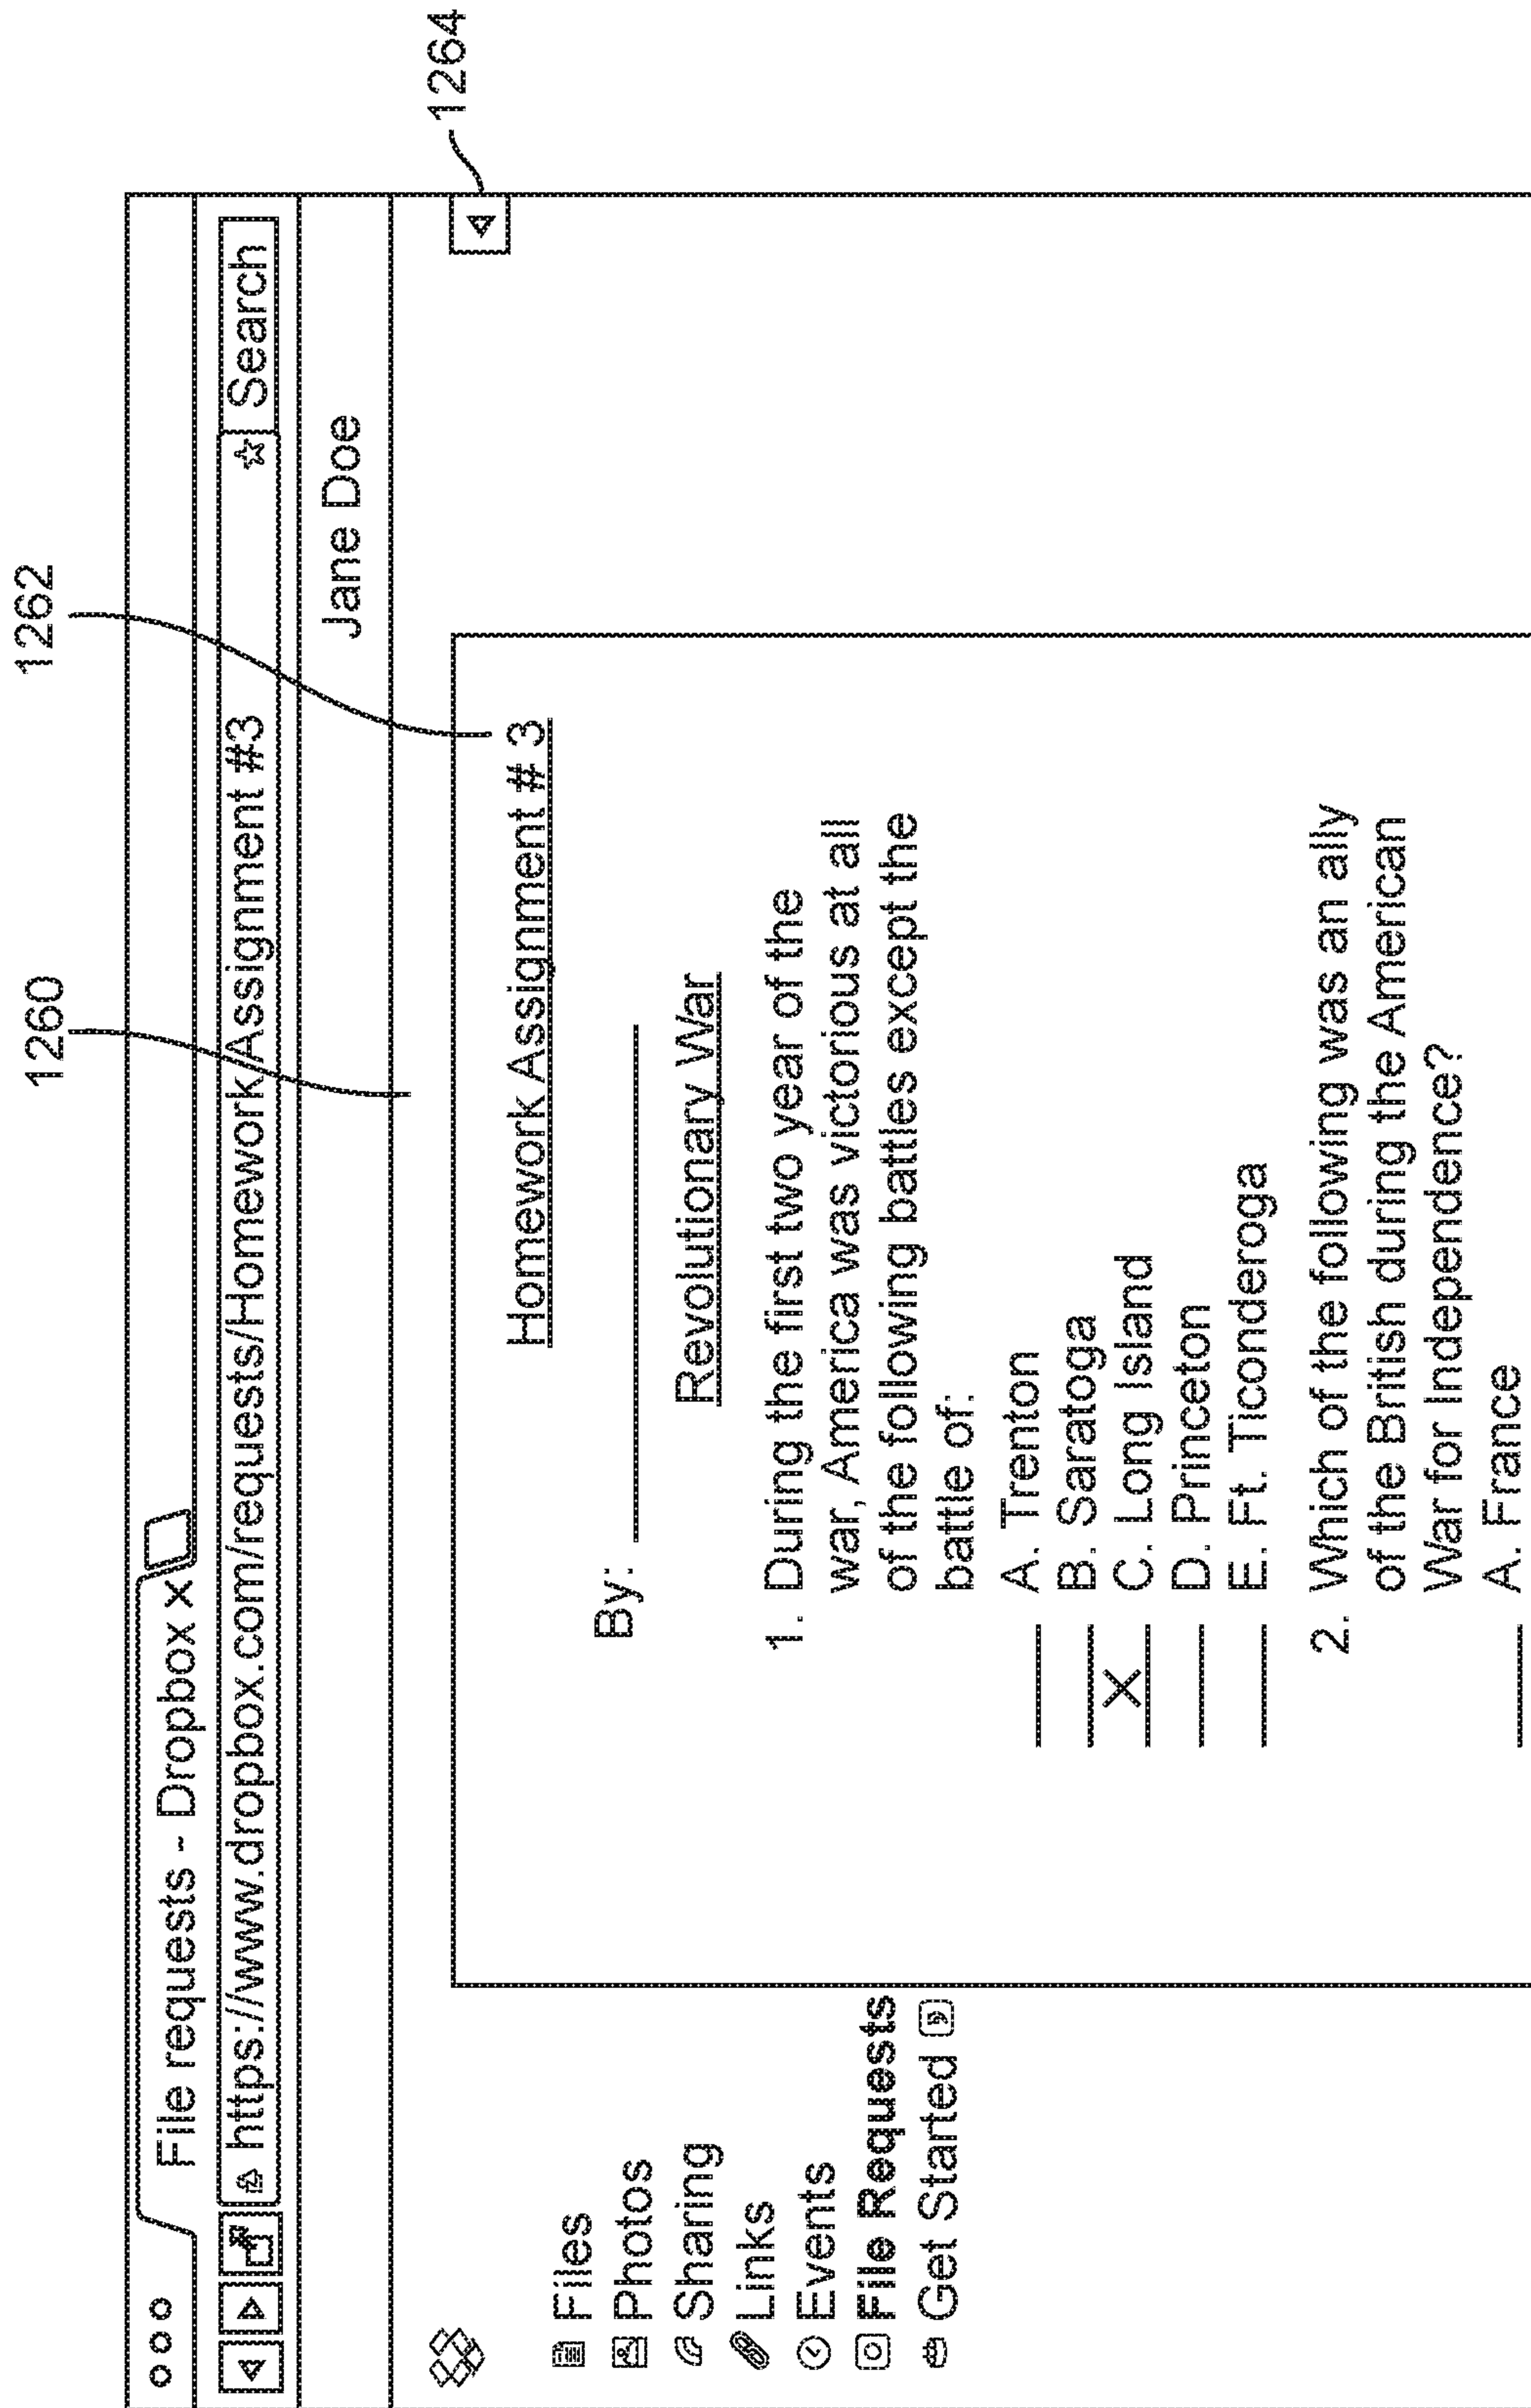 1260
1262
1264
File requests - Dropbox x
https://www.dropbox.com/requests/Homework/Assignment #3
Search
Jane Doe
Files
Photos
Sharing
Links
Events
File Requests
Get Started
Homework Assignment # 3
By:
Revolutionary War
1. During the first two year of the
war, America was victorious at all
of the following battles except the
battle of:
A. Trenton
B. Saratoga
X C. Long Island
D. Princeton
E. Ft. Ticonderoga
2. Which of the following was an ally
of the British during the American
War for Independence?
A. France